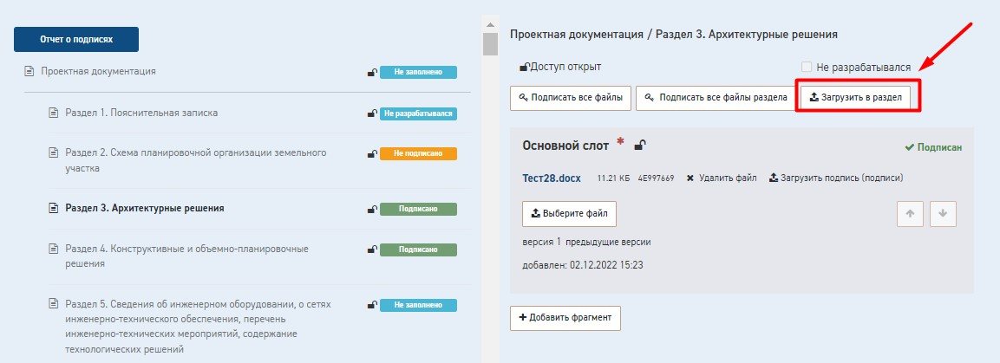 Отчет о подписях
Проектная документация
Не заполнено
Раздел 1. Пояснительная записка
Не разрабатывался
Раздел 2. Схема планировочной организации земельного
участка
Не подписано
Раздел 3. Архитектурные решения
Подписано
Раздел 4. Конструктивные и объемно-планировочные
решения
Подписано
Раздел 5. Сведения об инженерном оборудовании, о сетях
инженерно-технического обеспечения, перечень
инженерно-технических мероприятий, содержание
технологических решений
Не заполнено
Проектная документация / Раздел 3. Архитектурные решения
Доступ открыт
Не разрабатывался
Подписать все файлы
Подписать все файлы раздела
Загрузить в раздел
Основной слот *
Подписан
Тест28.docx 11.21 КБ 4E997669 Удалить файл Загрузить подпись (подписи)
Выберите файл
версия 1 предыдущие версии
добавлен: 02.12.2022 15:23
Добавить фрагмент